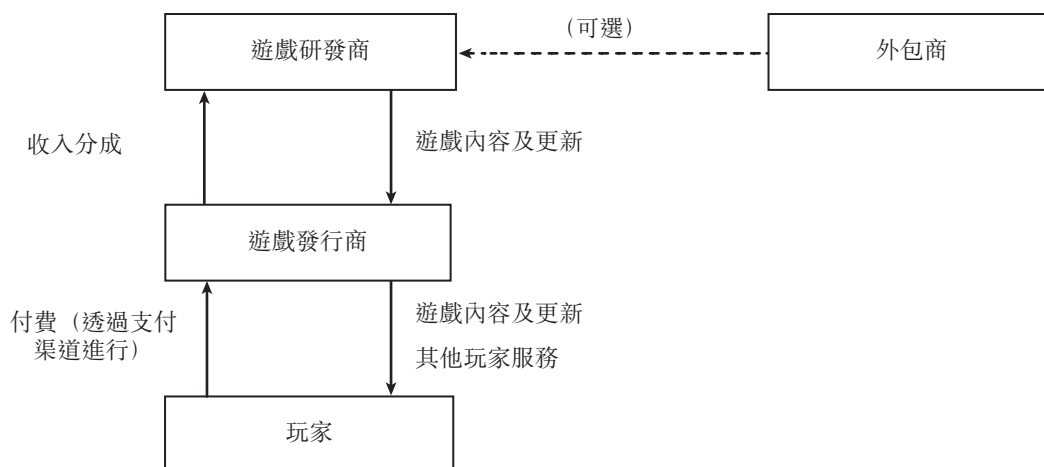 (可選)
遊戲研發商
外包商
收入分成
遊戲內容及更新
遊戲發行商
付費(透過支付
渠道進行)
遊戲內容及更新
其他玩家服務
玩家